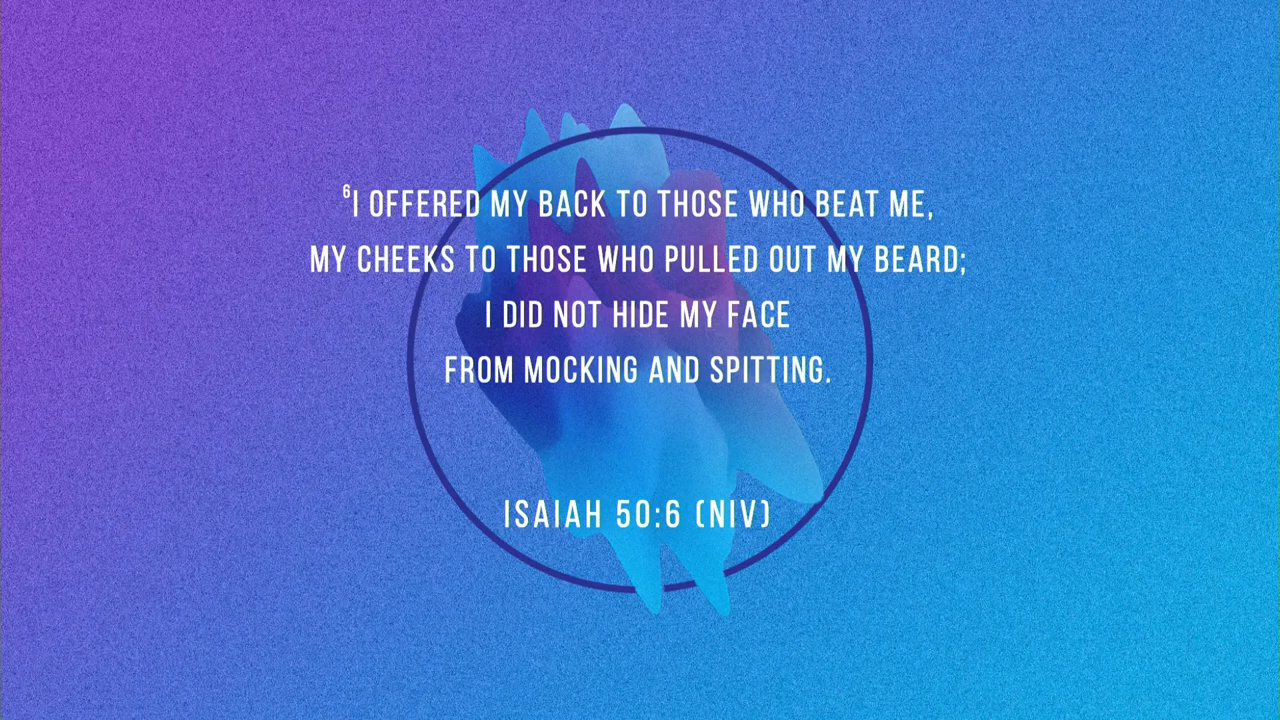 ⁶I OFFERED MY BACK TO THOSE WHO BEAT ME,
MY CHEEKS TO THOSE WHO PULLED OUT MY BEARD;
I DID NOT HIDE MY FACE
FROM MOCKING AND SPITTING.
ISAIAH 50:6 (NIV)